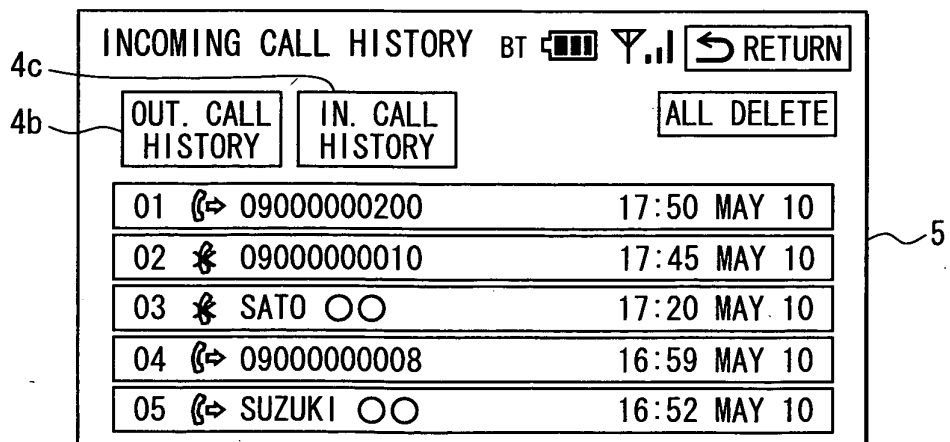 INCOMING CALL HISTORY BT RETURN
4c
4b
OUT. CALL HISTORY
IN. CALL HISTORY
ALL DELETE
01 09000000200 17:50 MAY 10
5
02 09000000010 17:45 MAY 10
03 SATO ○○ 17:20 MAY 10
04 09000000008 16:59 MAY 10
05 SUZUKI ○○ 16:52 MAY 10